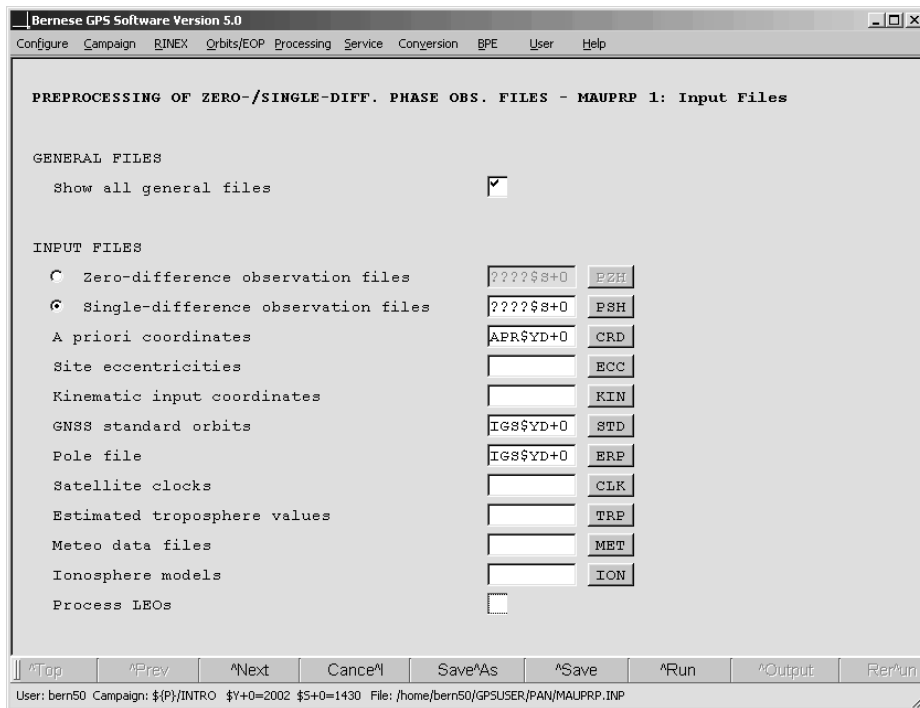 Bernese GPS Software Version 5.0
Configure Campaign RINEX Orbits/EOP Processing Service Conversion BPE User Help
PREPROCESSING OF ZERO-/SINGLE-DIFF. PHASE OBS. FILES - MAUPRP 1: Input Files
GENERAL FILES
Show all general files
INPUT FILES
Zero-difference observation files ????$S+0 PZH
Single-difference observation files ????$S+0 PSH
A priori coordinates APR$YD+0 CRD
Site eccentricities ECC
Kinematic input coordinates KIN
GNSS standard orbits IGS$YD+0 STD
Pole file IGS$YD+0 ERP
Satellite clocks CLK
Estimated troposphere values TRP
Meteo data files MET
Ionosphere models ION
Process LEOs
^Top ^Prev ^Next Cance^l Save^As ^Save ^Run ^Output Rer^un
User: bern50 Campaign: ${P}/INTRO $Y+0=2002 $S+0=1430 File: /home/bern50/GPSUSER/PAN/MAUPRP.INP